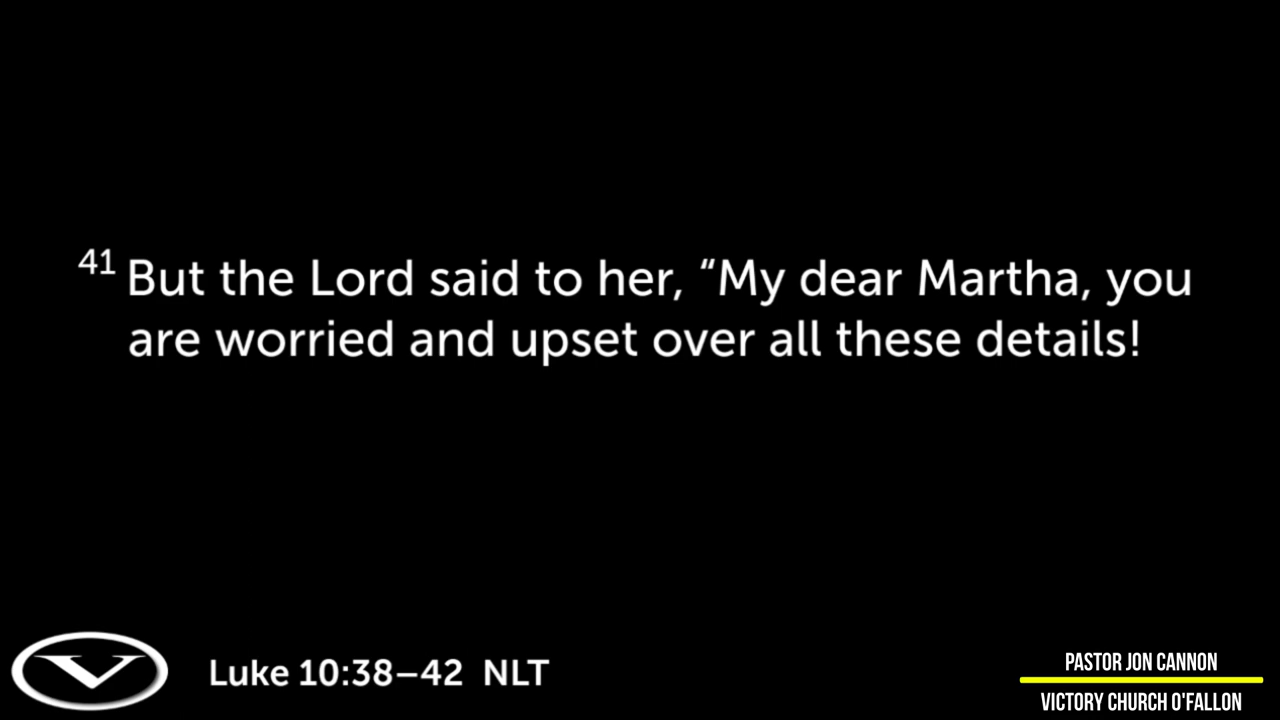 41 But the Lord said to her, “My dear Martha, you
are worried and upset over all these details!
V
Luke 10:38–42 NLT
PASTOR JON CANNON
VICTORY CHURCH O'FALLON